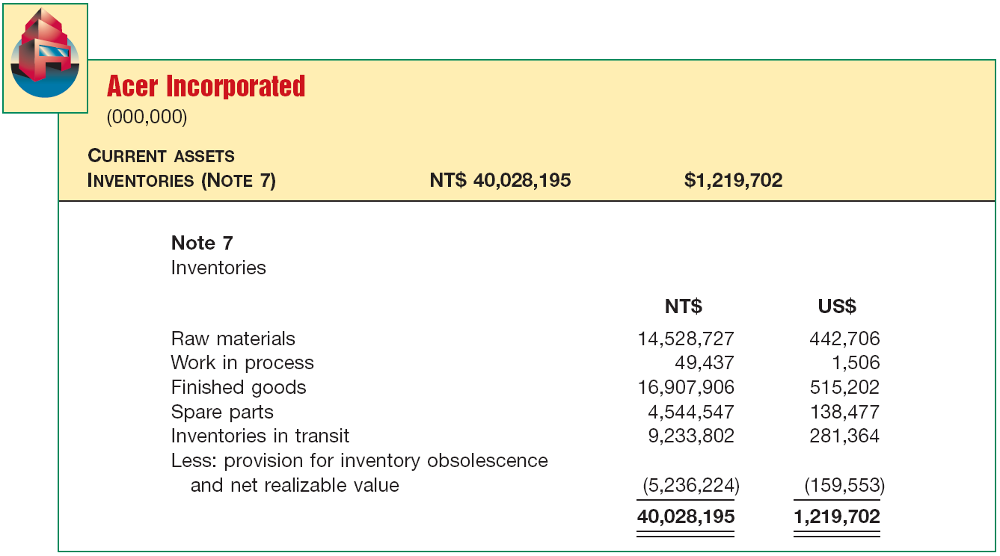 Acer Incorporated
(000,000)
CURRENT ASSETS
INVENTORIES (NOTE 7) NT$ 40,028,195 $1,219,702
Note 7
Inventories
NT$ US$
Raw materials 14,528,727 442,706
Work in process 49,437 1,506
Finished goods 16,907,906 515,202
Spare parts 4,544,547 138,477
Inventories in transit 9,233,802 281,364
Less: provision for inventory obsolescence
and net realizable value (5,236,224) (159,553)
40,028,195 1,219,702